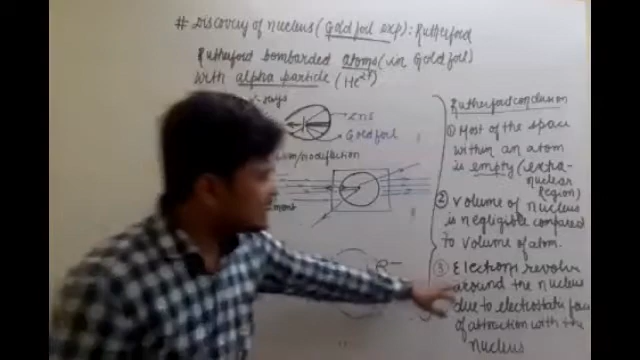 # Discovery of nucleus (Gold foil exp) : Rutherford
Rutherford bombarded atoms (in Gold foil)
with alpha particle (He2+)
α-rays
Zns
Gold foil
Rutherford conclusion
① Most of the space
within an atom
is empty (extra-
nuclear
Region)
② Volume of nucleus
is negligible compared
to volume of atom.
③ Electrons revolve
around the nucleus
due to electrostatic
of attraction with the
nucleus